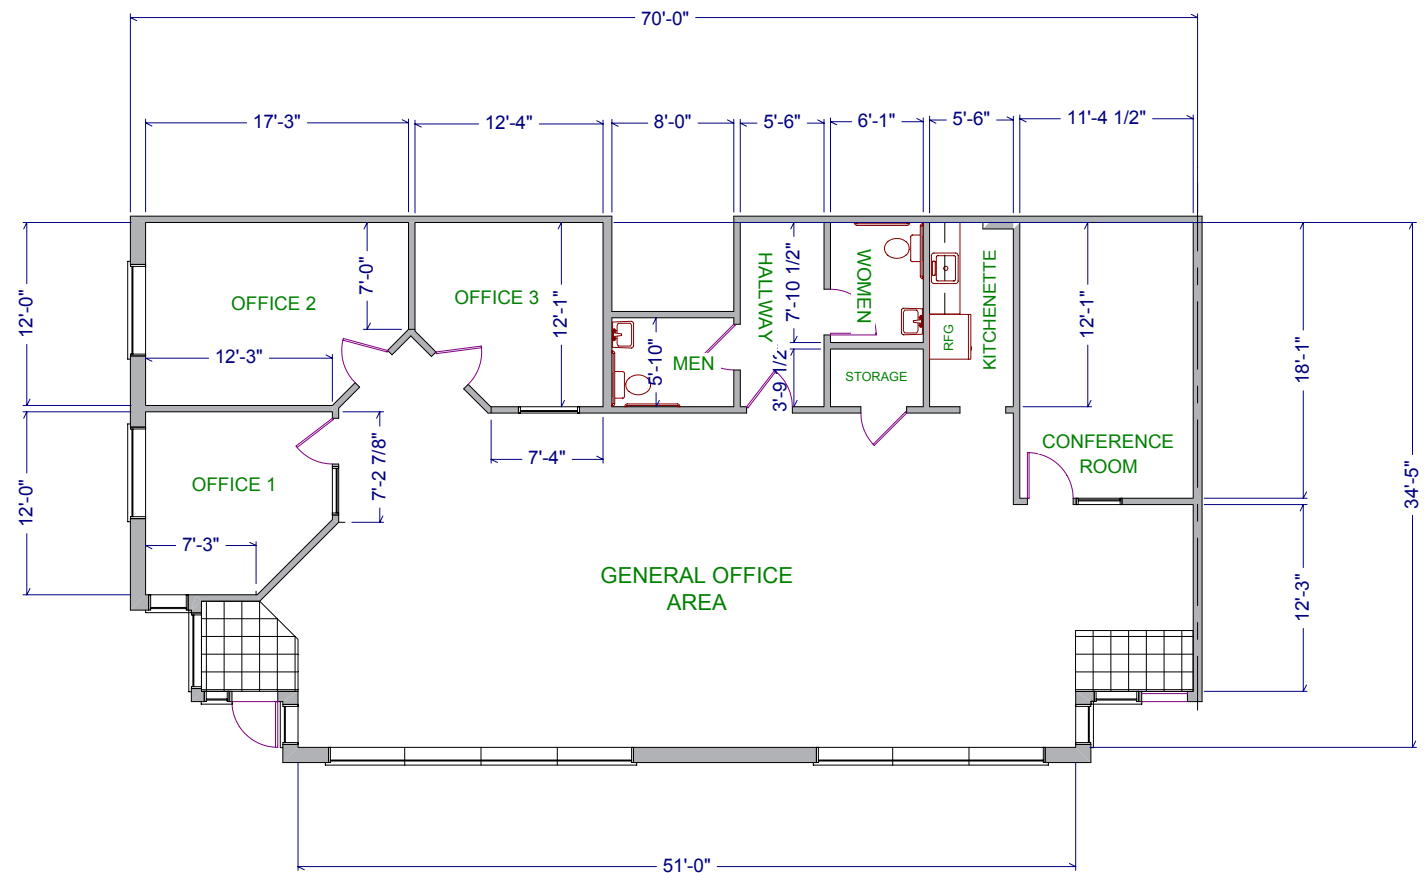 70'-0"
17'-3"
12'-4"
8'-0"
5'-6"
6'-1"
5'-6"
11'-4 1/2"
12'-0"
OFFICE 2
7'-0"
12'-3"
OFFICE 3
12'-1"
5'-10"
MEN
HALLWAY
7'-10 1/2"
3'-9 1/2"
WOMEN
STORAGE
RFG
KITCHENETTE
12'-1"
18'-1"
34'-5"
CONFERENCE
ROOM
12'-0"
OFFICE 1
7'-2 7/8"
7'-4"
7'-3"
GENERAL OFFICE
AREA
12'-3"
51'-0"